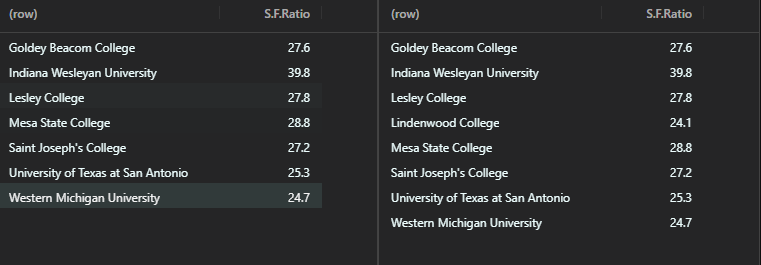 (row) S.F.Ratio
Goldey Beacom College 27.6
Indiana Wesleyan University 39.8
Lesley College 27.8
Mesa State College 28.8
Saint Joseph's College 27.2
University of Texas at San Antonio 25.3
Western Michigan University 24.7
(row) S.F.Ratio
Goldey Beacom College 27.6
Indiana Wesleyan University 39.8
Lesley College 27.8
Lindenwood College 24.1
Mesa State College 28.8
Saint Joseph's College 27.2
University of Texas at San Antonio 25.3
Western Michigan University 24.7